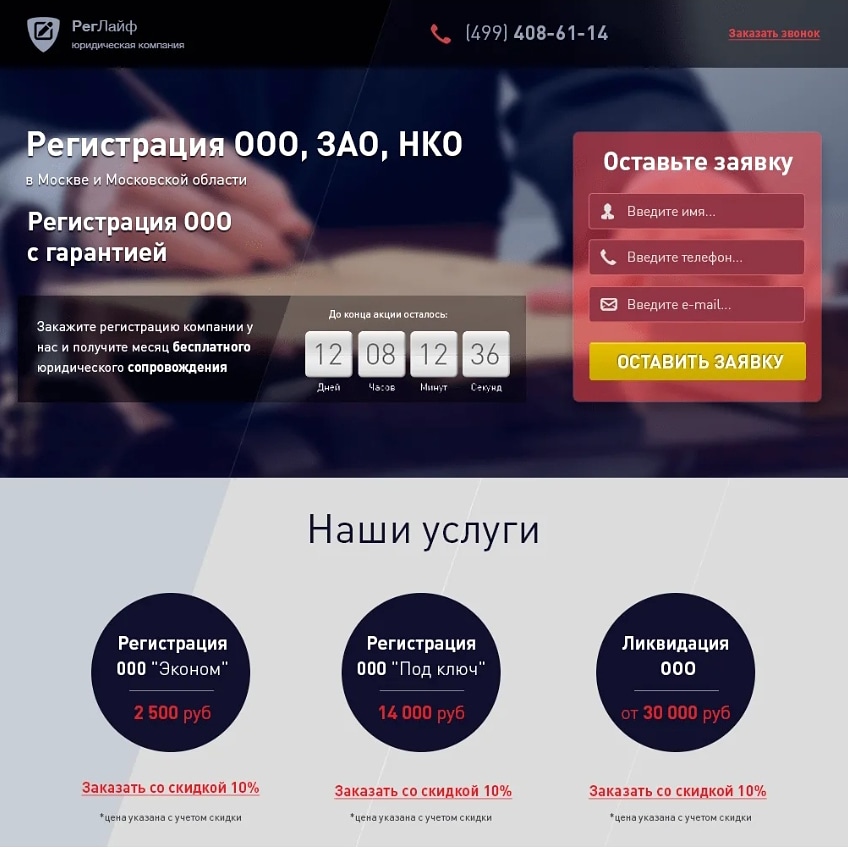 РегЛайф
юридическая компания
(499) 408-61-14
Заказать звонок
Регистрация ООО, ЗАО, НКО
в Москве и Московской области
Регистрация ООО
с гарантией
Закажите регистрацию компании у
нас и получите месяц бесплатного
юридического сопровождения
До конца акции осталось:
12 08 12 36
Дней Часов Минут Секунд
Оставьте заявку
Введите имя...
Введите телефон...
Введите e-mail...
ОСТАВИТЬ ЗАЯВКУ
Наши услуги
Регистрация
ООО "Эконом"
2 500 руб
Заказать со скидкой 10%
*цена указана с учетом скидки
Регистрация
ООО "Под ключ"
14 000 руб
Заказать со скидкой 10%
*цена указана с учетом скидки
Ликвидация
ООО
от 30 000 руб
Заказать со скидкой 10%
*цена указана с учетом скидки